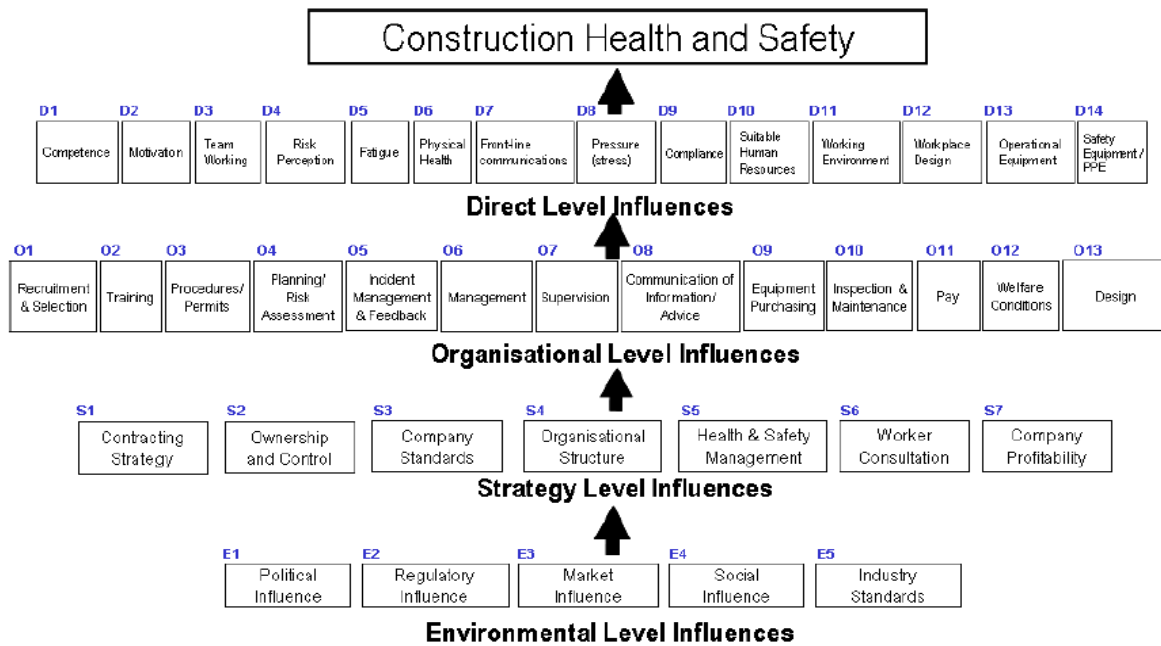 Construction Health and Safety
D1 D2 D3 D4 D5 D6 D7 D8 D9 D10 D11 D12 D13 D14
Competence
Motivation
Team
Working
Risk
Perception
Fatigue
Physical
Health
Front-line
communications
Pressure
(stress)
Compliance
Suitable
Human
Resources
Working
Environment
Workplace
Design
Operational
Equipment
Safety
Equipment /
PPE
Direct Level Influences
O1 O2 O3 O4 O5 O6 O7 O8 O9 O10 O11 O12 O13
Recruitment
& Selection
Training
Procedures/
Permits
Planning/
Risk
Assessment
Incident
Management
& Feedback
Management
Supervision
Communication of
Information/
Advice
Equipment
Purchasing
Inspection &
Maintenance
Pay
Welfare
Conditions
Design
Organisational Level Influences
S1 S2 S3 S4 S5 S6 S7
Contracting
Strategy
Ownership
and Control
Company
Standards
Organisational
Structure
Health & Safety
Management
Worker
Consultation
Company
Profitability
Strategy Level Influences
E1 E2 E3 E4 E5
Political
Influence
Regulatory
Influence
Market
Influence
Social
Influence
Industry
Standards
Environmental Level Influences